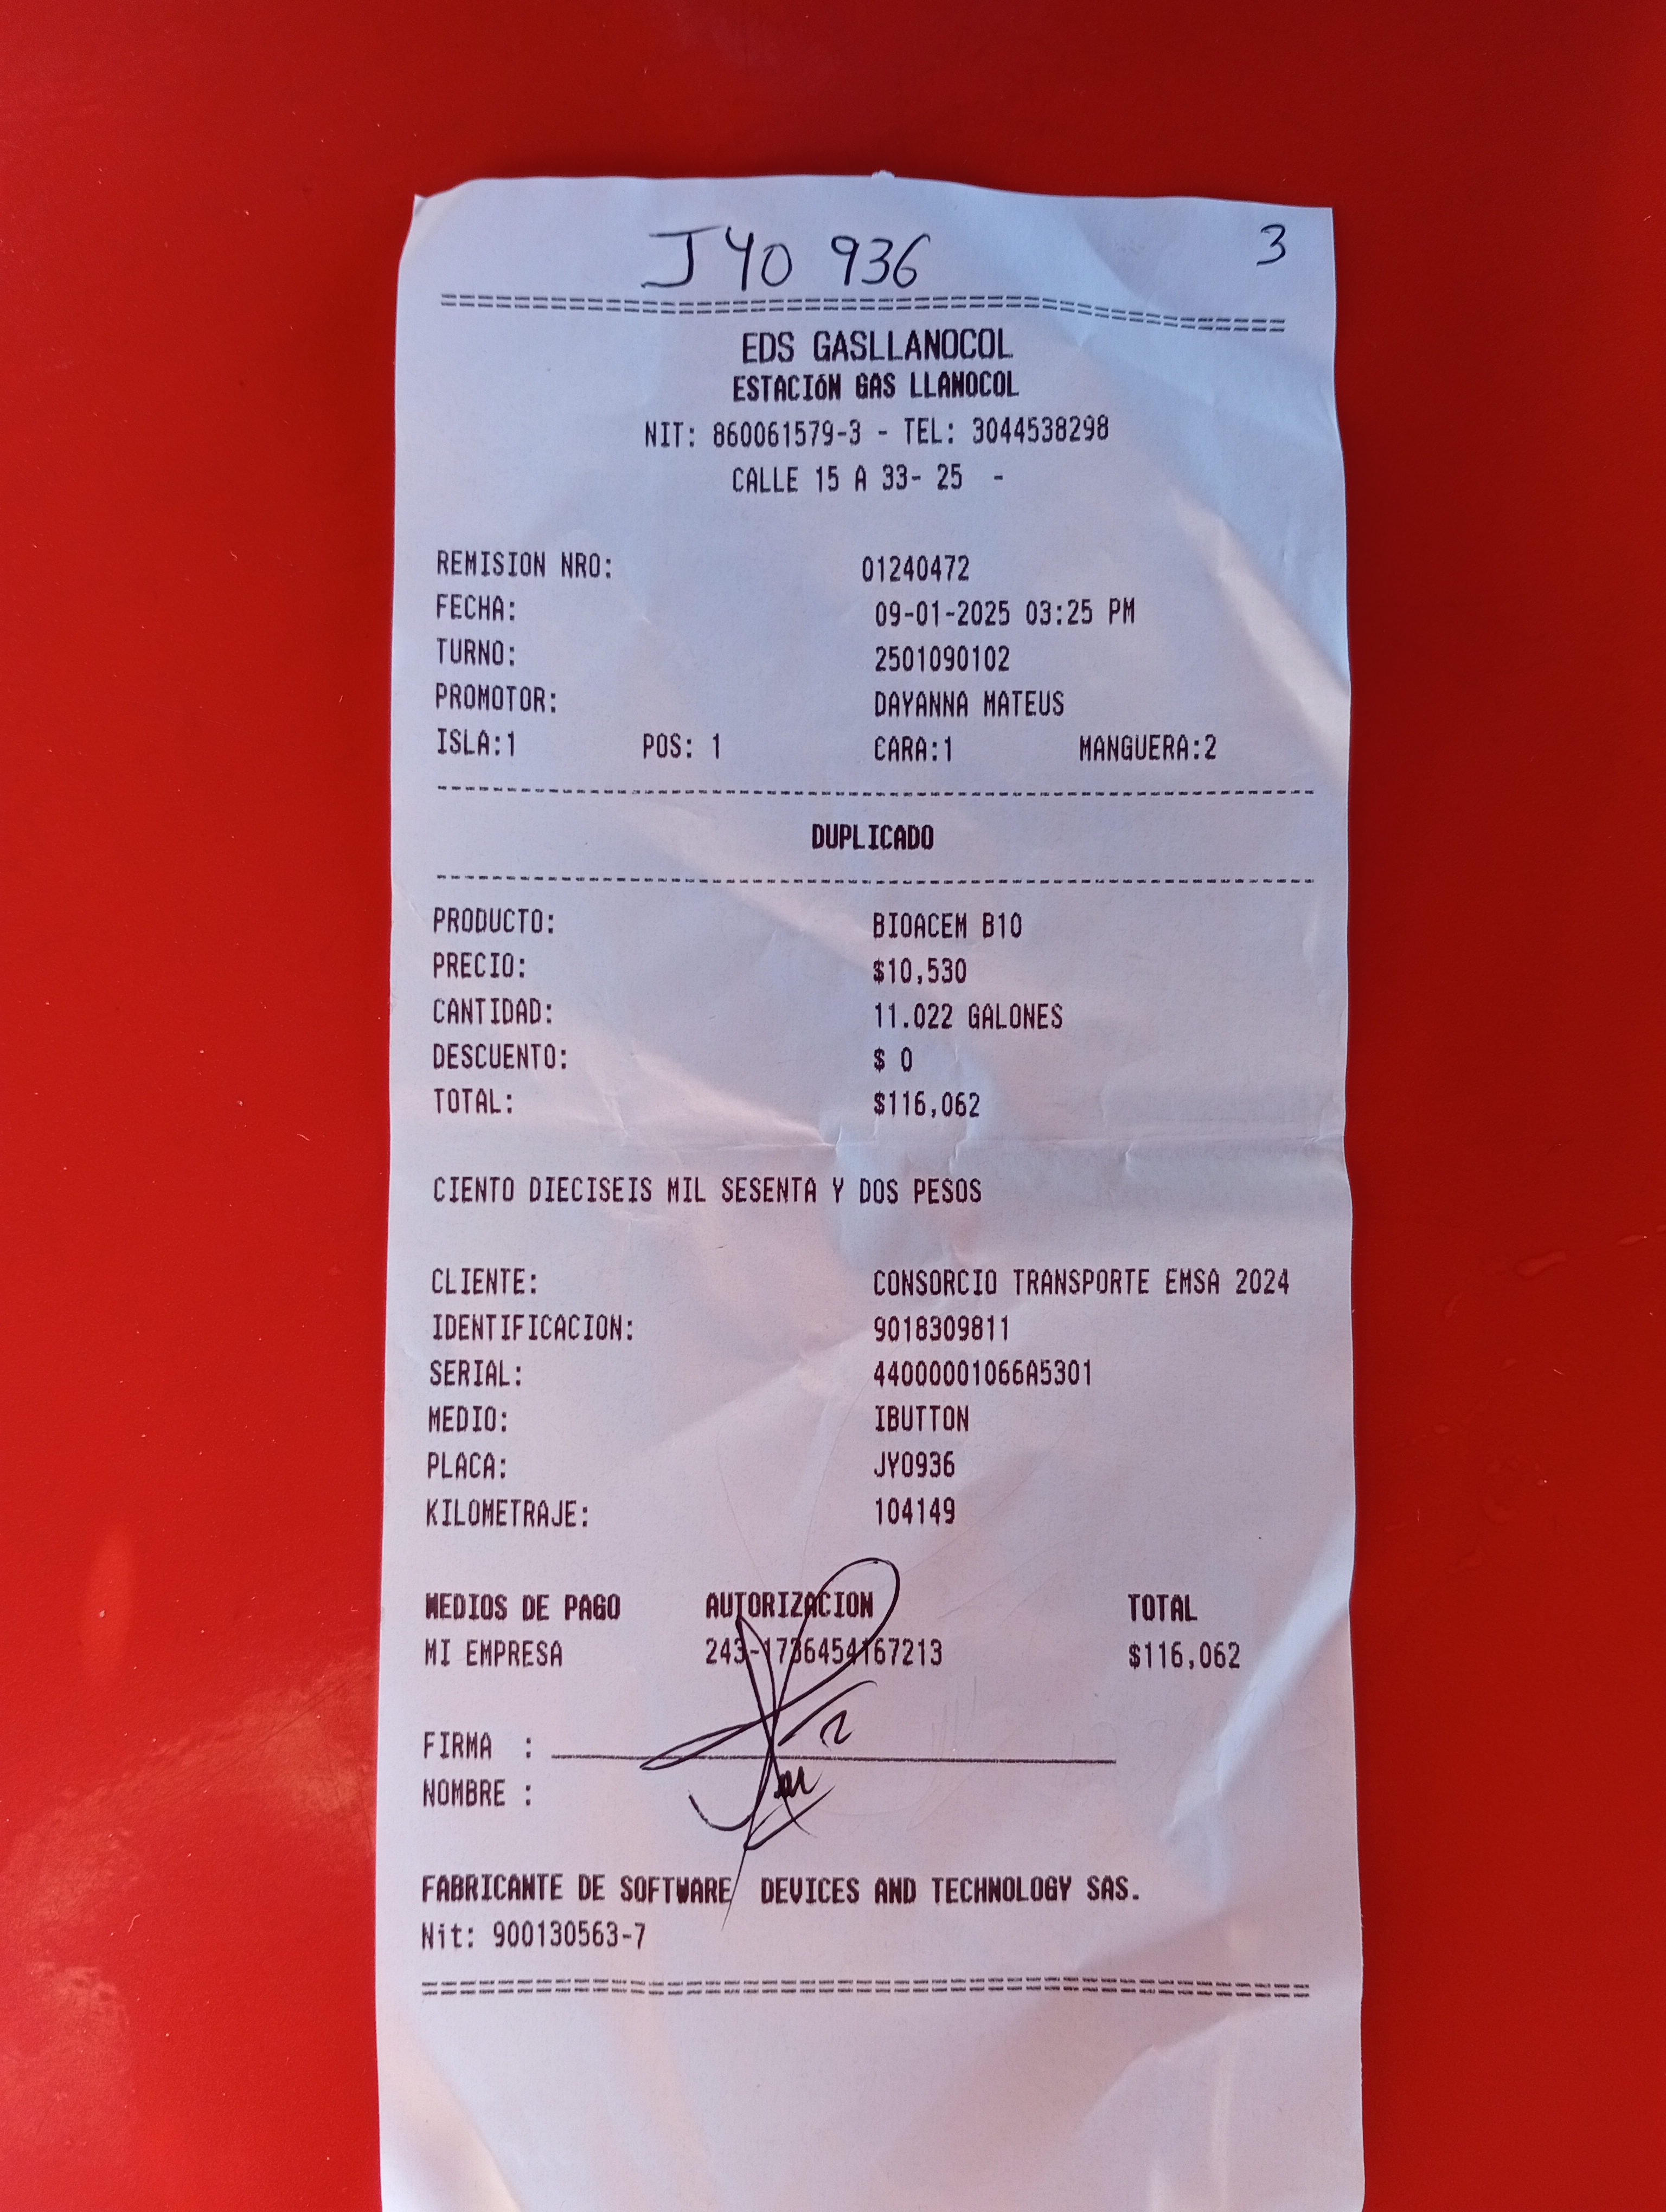 JYO 936 3
EDS GASLLANOCOL
ESTACIóN GAS LLANOCOL
NIT: 860061579-3 - TEL: 3044538298
CALLE 15 A 33- 25 -
REMISION NRO: 01240472
FECHA: 09-01-2025 03:25 PM
TURNO: 2501090102
PROMOTOR: DAYANNA MATEUS
ISLA:1 POS: 1 CARA:1 MANGUERA:2
DUPLICADO
PRODUCTO: BIOACEM B10
PRECIO: $10,530
CANTIDAD: 11.022 GALONES
DESCUENTO: $ 0
TOTAL: $116,062
CIENTO DIECISEIS MIL SESENTA Y DOS PESOS
CLIENTE: CONSORCIO TRANSPORTE EMSA 2024
IDENTIFICACION: 9018309811
SERIAL: 44000001066A5301
MEDIO: IBUTTON
PLACA: JYO936
KILOMETRAJE: 104149
MEDIOS DE PAGO AUTORIZACION TOTAL
MI EMPRESA 243-1736454167213 $116,062
FIRMA :
NOMBRE :
FABRICANTE DE SOFTWARE DEVICES AND TECHNOLOGY SAS.
Nit: 900130563-7